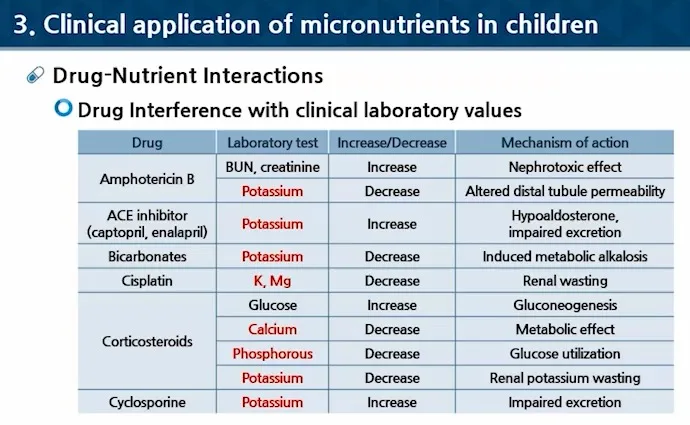 3. Clinical application of micronutrients in children
Drug-Nutrient Interactions
Drug Interference with clinical laboratory values
Drug Laboratory test Increase/Decrease Mechanism of action
Amphotericin B BUN, creatinine Increase Nephrotoxic effect
Potassium Decrease Altered distal tubule permeability
ACE inhibitor
(captopril, enalapril) Potassium Increase Hypoaldosterone,
impaired excretion
Bicarbonates Potassium Decrease Induced metabolic alkalosis
Cisplatin K, Mg Decrease Renal wasting
Corticosteroids Glucose Increase Gluconeogenesis
Calcium Decrease Metabolic effect
Phosphorous Decrease Glucose utilization
Potassium Decrease Renal potassium wasting
Cyclosporine Potassium Increase Impaired excretion